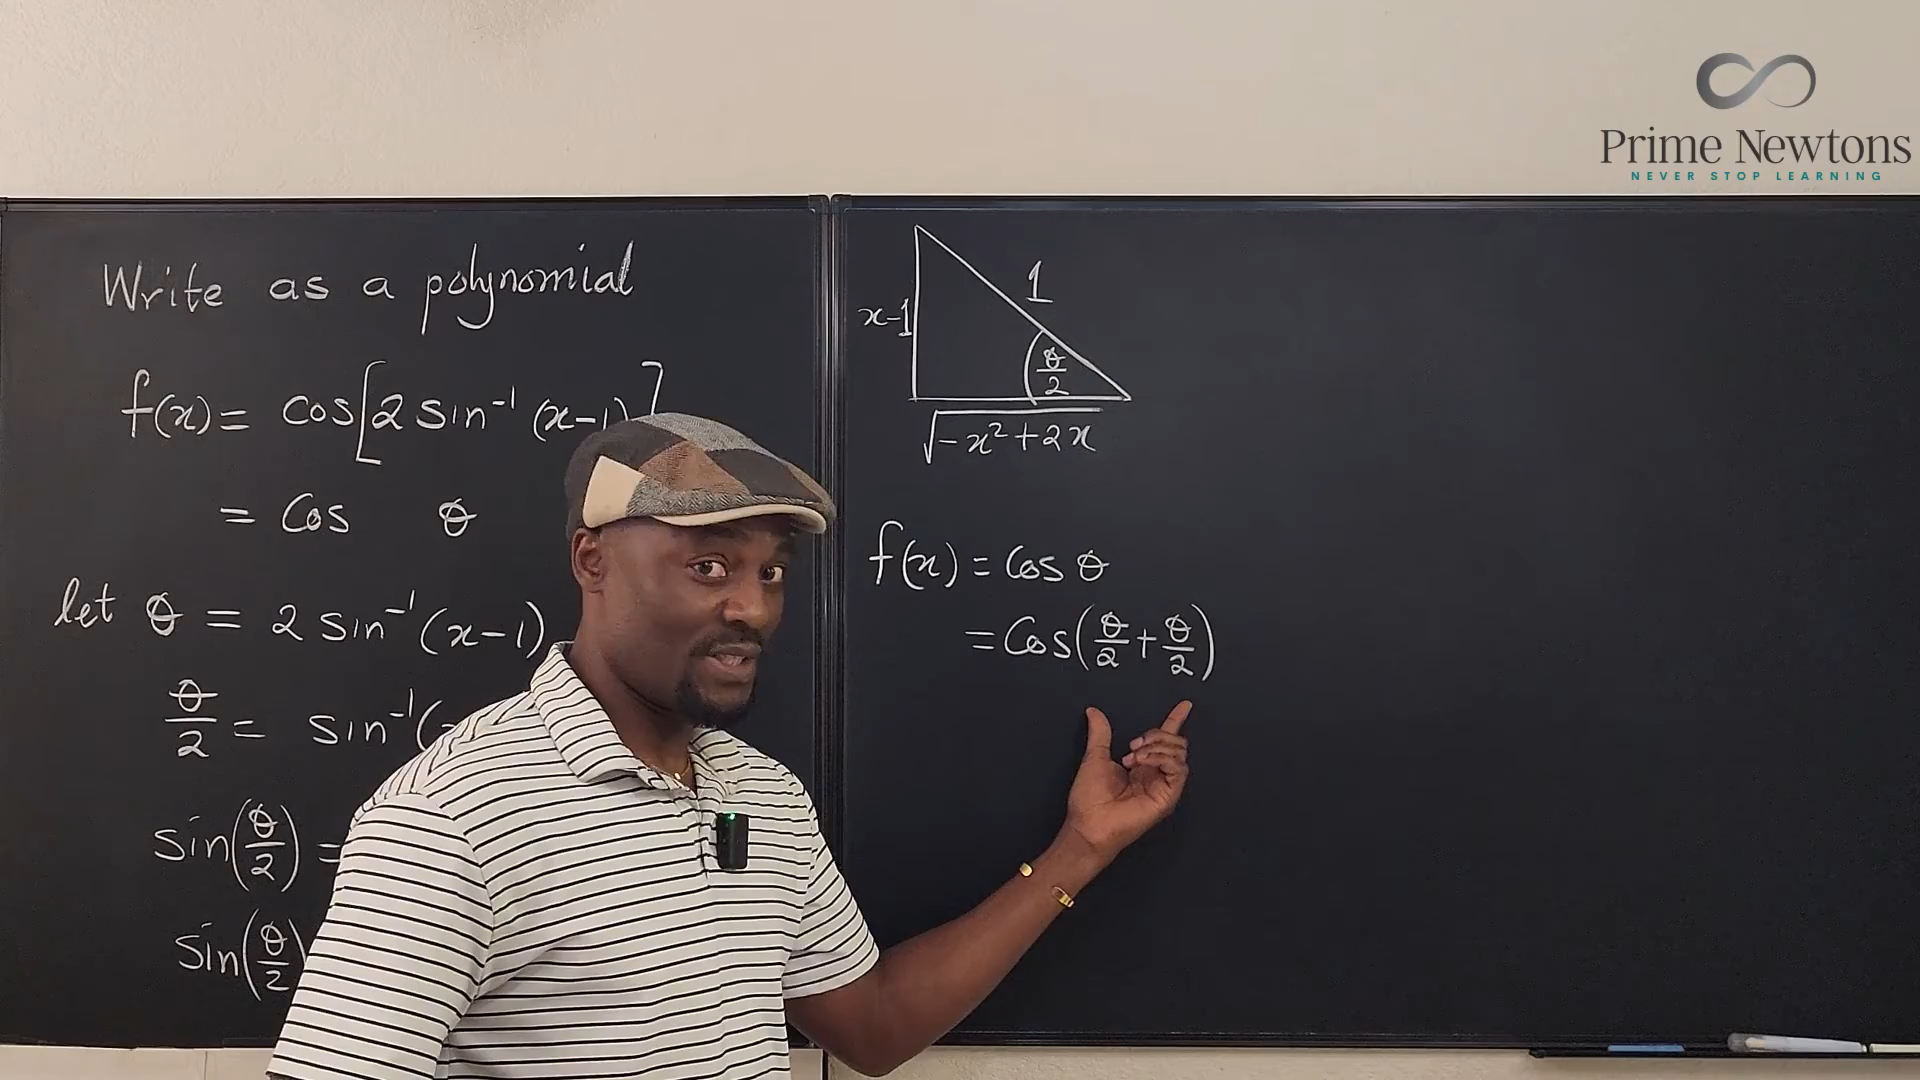 Prime Newtons
NEVER STOP LEARNING
Write as a polynomial
f(x) = cos[2 sin⁻¹ (x-1)]
= Cos θ
let θ = 2 sin⁻¹(x-1)
θ/2 = sin⁻¹(
sin(θ/2) =
Sin(θ/2)
x-1
1
θ/2
√-x²+2x
f(x) = Cos θ
= Cos(θ/2 + θ/2)